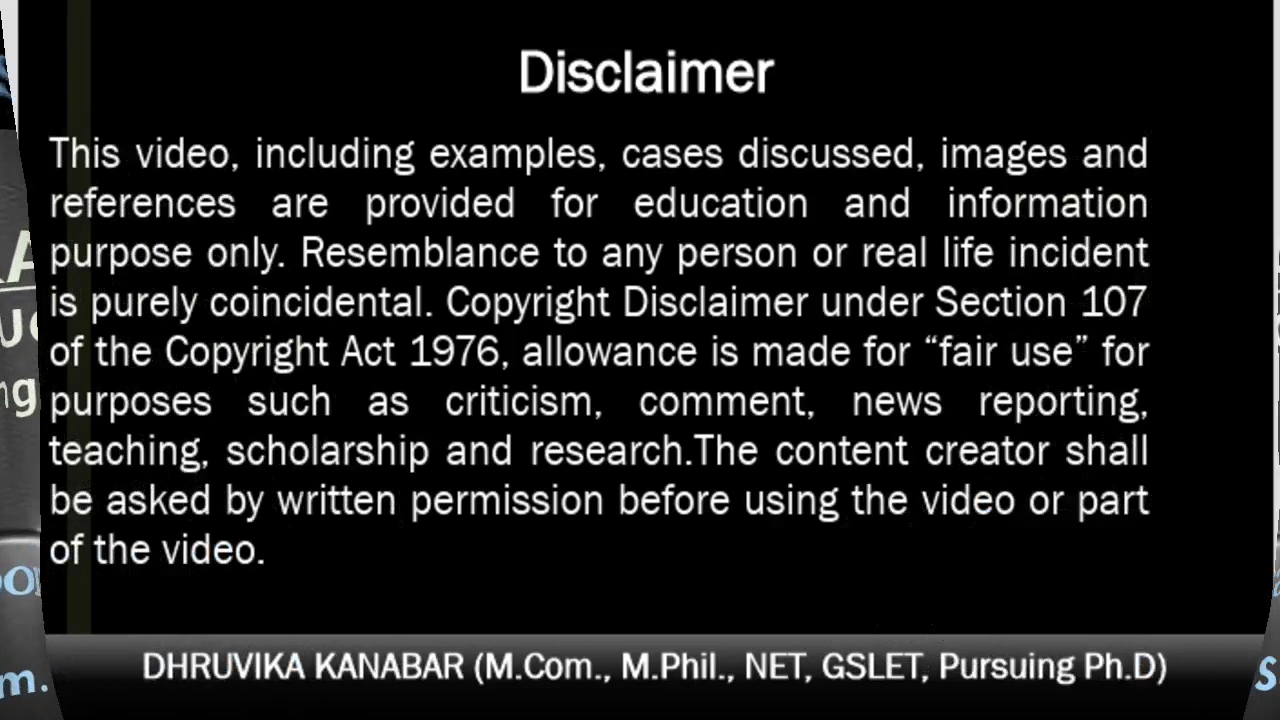 Disclaimer
This video, including examples, cases discussed, images and
references are provided for education and information
purpose only. Resemblance to any person or real life incident
is purely coincidental. Copyright Disclaimer under Section 107
of the Copyright Act 1976, allowance is made for “fair use” for
purposes such as criticism, comment, news reporting,
teaching, scholarship and research.The content creator shall
be asked by written permission before using the video or part
of the video.
DHRUVIKA KANABAR (M.Com., M.Phil., NET, GSLET, Pursuing Ph.D)